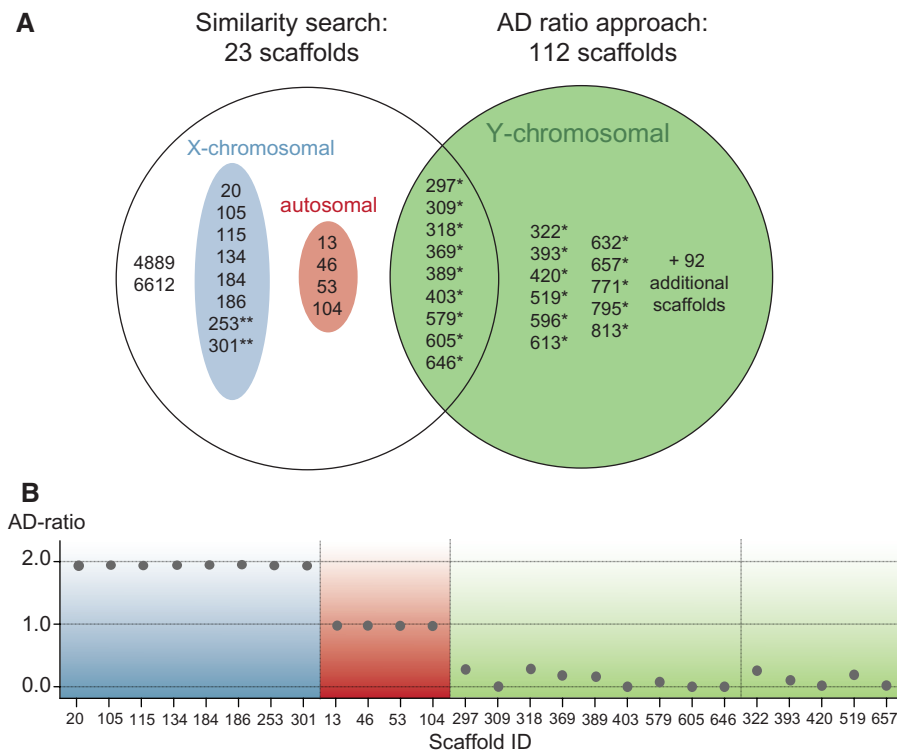 A
Similarity search:
23 scaffolds
AD ratio approach:
112 scaffolds
Y-chromosomal
X-chromosomal
autosomal
4889
6612
20
105
115
134
184
186
253**
301**
13
46
53
104
297*
309*
318*
369*
389*
403*
579*
605*
646*
322*
393*
420*
519*
596*
613*
632*
657*
771*
795*
813*
+ 92
additional
scaffolds
B
AD-ratio
2.0
1.0
0.0
20 105 115 134 184 186 253 301 13 46 53 104 297 309 318 369 389 403 579 605 646 322 393 420 519 657
Scaffold ID